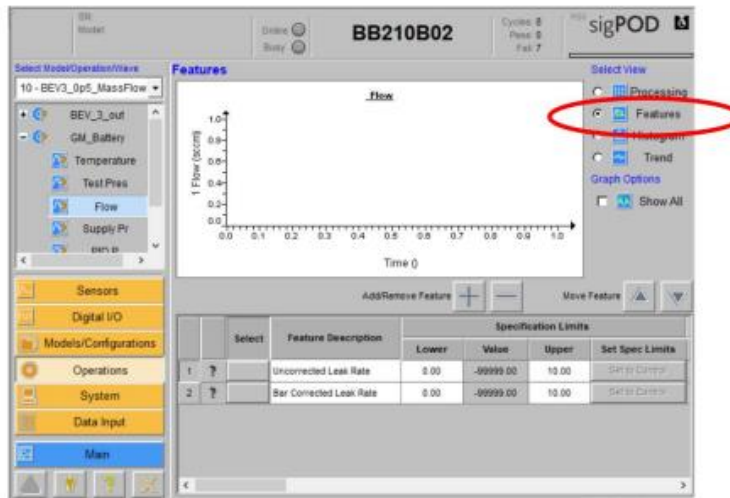 SN:
Model:
Online
Busy
BB210B02
Cycles 8
Pass 0
Fail 7
sigPOD
Select Model/Operation/Wave
10 - BEV3_0p5_MassFlow
BEV_3_out
GM_Battery
Temperature
Test Pres
Flow
Supply Pr
Features
Flow
1 Flow (sccm)
1.0
0.8
0.6
0.4
0.2
0.0
0.0 0.1 0.2 0.3 0.4 0.5 0.6 0.7 0.8 0.9 1.0
Time ()
Select View
Processing
Features
Histogram
Trend
Graph Options
Show All
Sensors
Digital I/O
Models/Configurations
Operations
System
Data Input
Main
Add/Remove Feature
Move Feature
Select
Feature Description
Specification Limits
Lower
Value
Upper
Set Spec Limits
1 ? Uncorrected Leak Rate 0.00 -99999.00 10.00 Set to Control
2 ? Bar Corrected Leak Rate 0.00 -99999.00 10.00 Set to Control